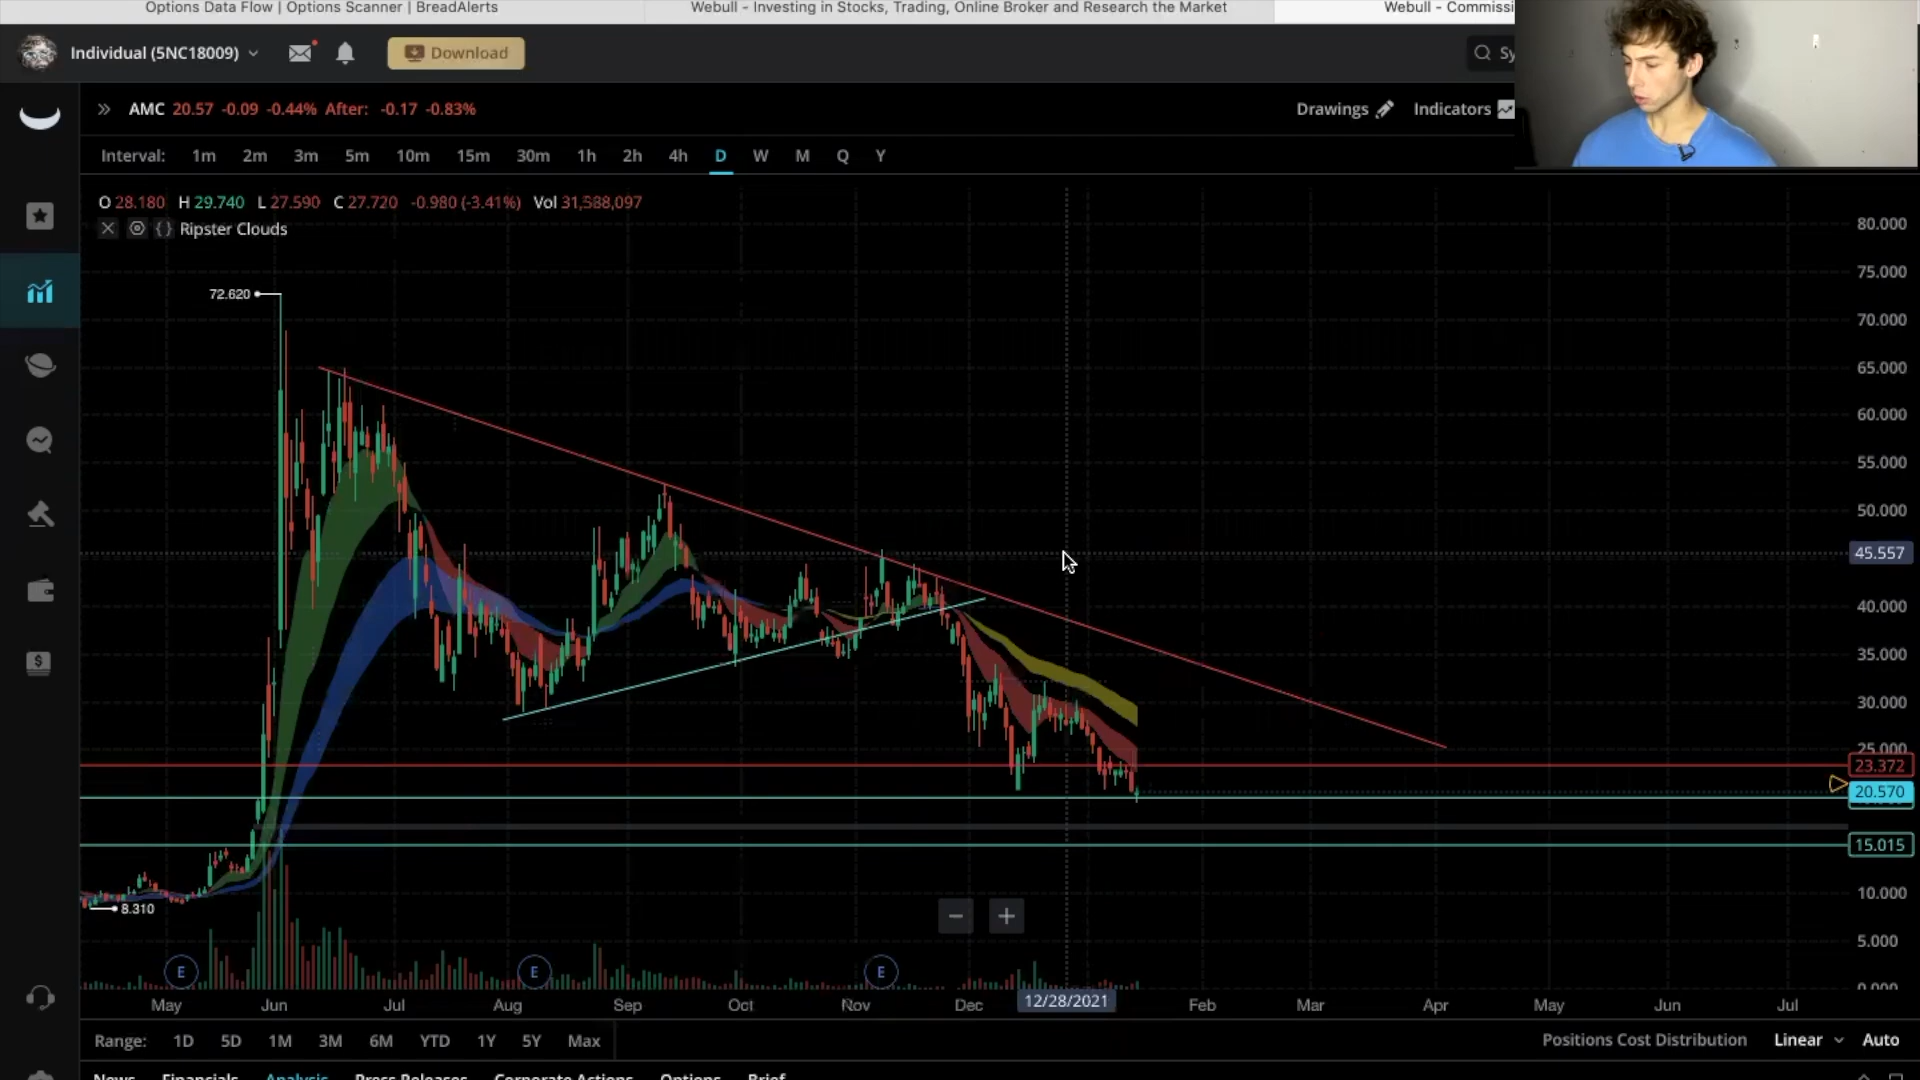 Options Data Flow | Options Scanner | BreadAlerts
Webull - Investing in Stocks, Trading, Online Broker and Research the Market
Webull - Commissi
Individual (5NC18009)
Download
Sy
AMC 20.57 -0.09 -0.44% After: -0.17 -0.83%
Drawings
Indicators
Interval: 1m 2m 3m 5m 10m 15m 30m 1h 2h 4h D W M Q Y
O 28.180 H 29.740 L 27.590 C 27.720 -0.980 (-3.41%) Vol 31,588,097
Ripster Clouds
80.000
75.000
72.620
70.000
65.000
60.000
55.000
50.000
45.557
40.000
35.000
30.000
25.000
23.372
20.570
15.015
10.000
8.310
5.000
0.000
E E E
May Jun Jul Aug Sep Oct Nov Dec 12/28/2021 Feb Mar Apr May Jun Jul
Range: 1D 5D 1M 3M 6M YTD 1Y 5Y Max
Positions Cost Distribution Linear Auto
News Financials Analysis Press Releases Corporate Actions Options Brief